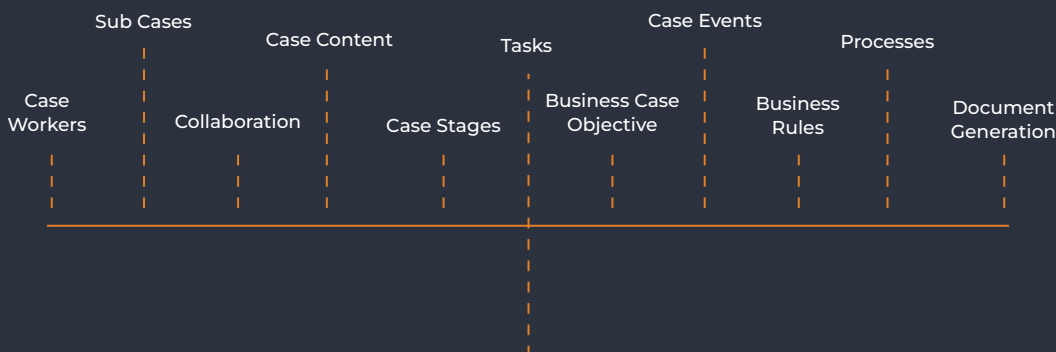 Sub Cases
Case Events
Case Content
Processes
Tasks
Case
Workers
Business Case
Objective
Business
Rules
Document
Generation
Collaboration
Case Stages